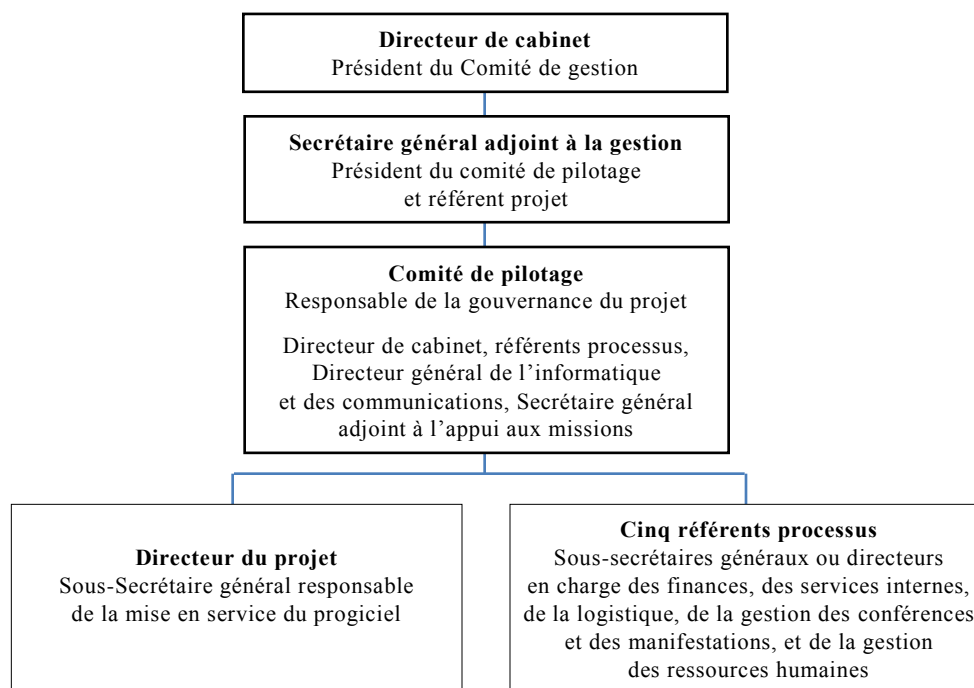 Directeur de cabinet
Président du Comité de gestion
Secrétaire général adjoint à la gestion
Président du comité de pilotage
et référent projet
Comité de pilotage
Responsable de la gouvernance du projet
Directeur de cabinet, référents processus,
Directeur général de l’informatique
et des communications, Secrétaire général
adjoint à l’appui aux missions
Directeur du projet
Sous-Secrétaire général responsable
de la mise en service du progiciel
Cinq référents processus
Sous-secrétaires généraux ou directeurs
en charge des finances, des services internes,
de la logistique, de la gestion des conférences
et des manifestations, et de la gestion
des ressources humaines